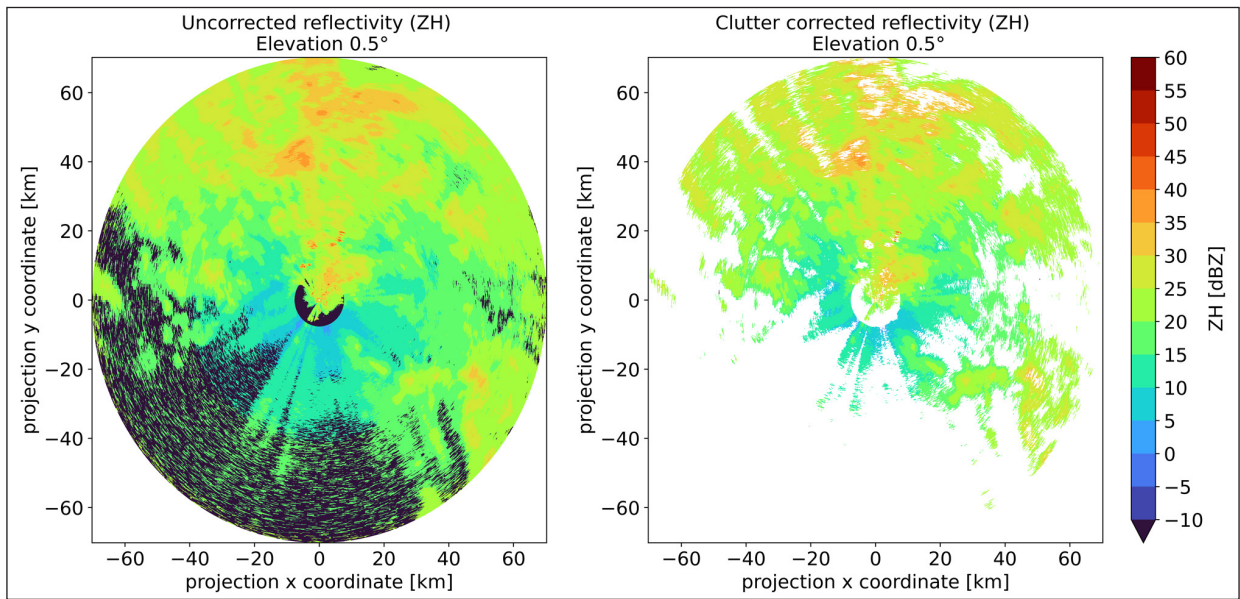 Uncorrected reflectivity (ZH)
Elevation 0.5°
60
40
20
0
−20
−40
−60
projection y coordinate [km]
−60 −40 −20 0 20 40 60
projection x coordinate [km]
Clutter corrected reflectivity (ZH)
Elevation 0.5°
60
40
20
0
−20
−40
−60
projection y coordinate [km]
−60 −40 −20 0 20 40 60
projection x coordinate [km]
60
55
50
45
40
35
30
25
20
15
10
5
0
−5
−10
ZH [dBZ]